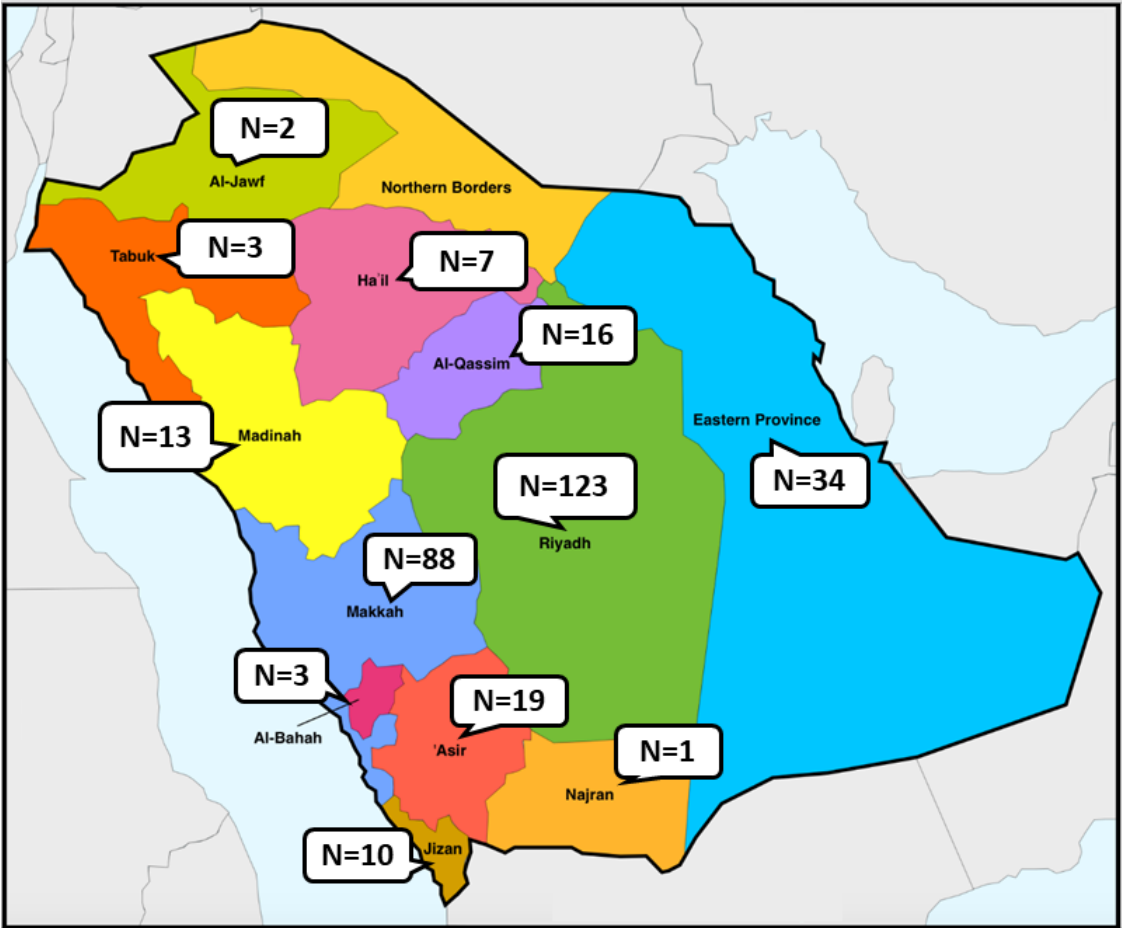 N=2
Al-Jawf
Northern Borders
Tabuk
N=3
Ha'il
N=7
N=16
Al-Qassim
N=13
Madinah
Eastern Province
N=34
N=123
Riyadh
N=88
Makkah
N=3
Al-Bahah
N=19
'Asir
N=1
Najran
N=10
Jizan